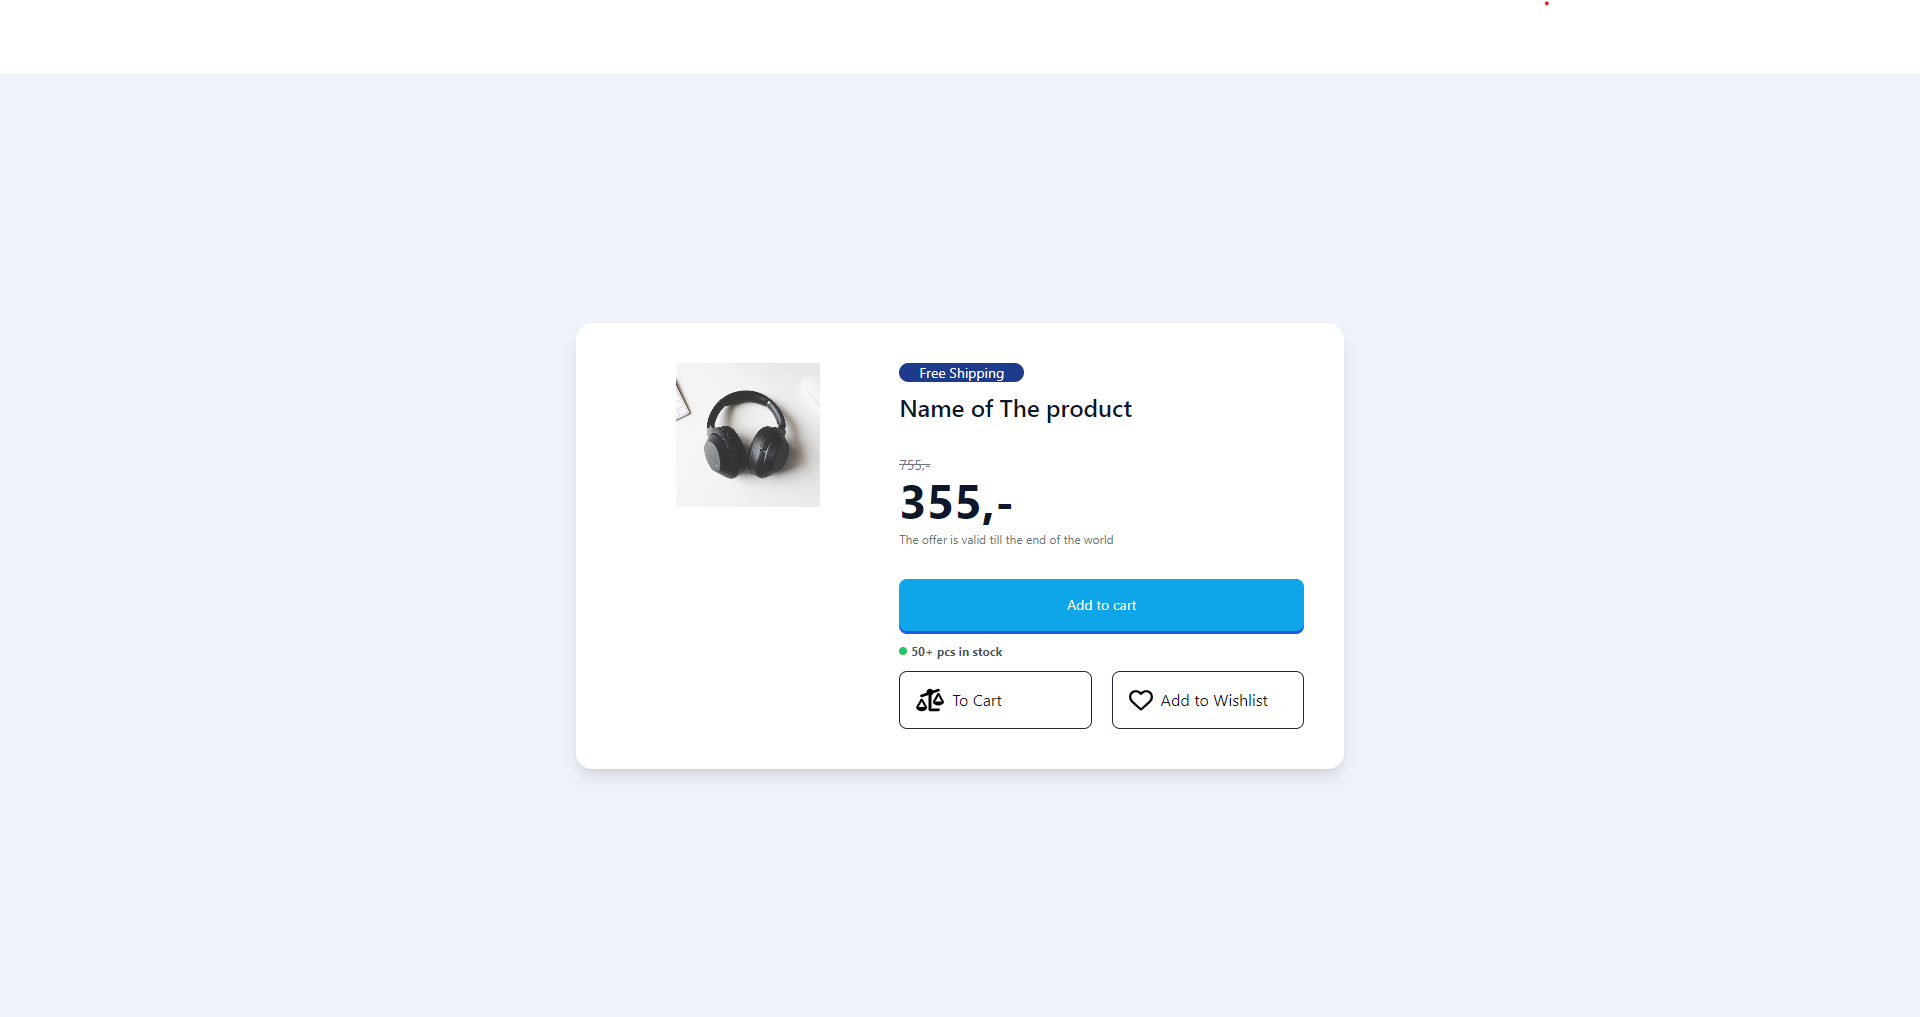 Free Shipping
Name of The product
755,-
355,-
The offer is valid till the end of the world
Add to cart
50+ pcs in stock
To Cart
Add to Wishlist